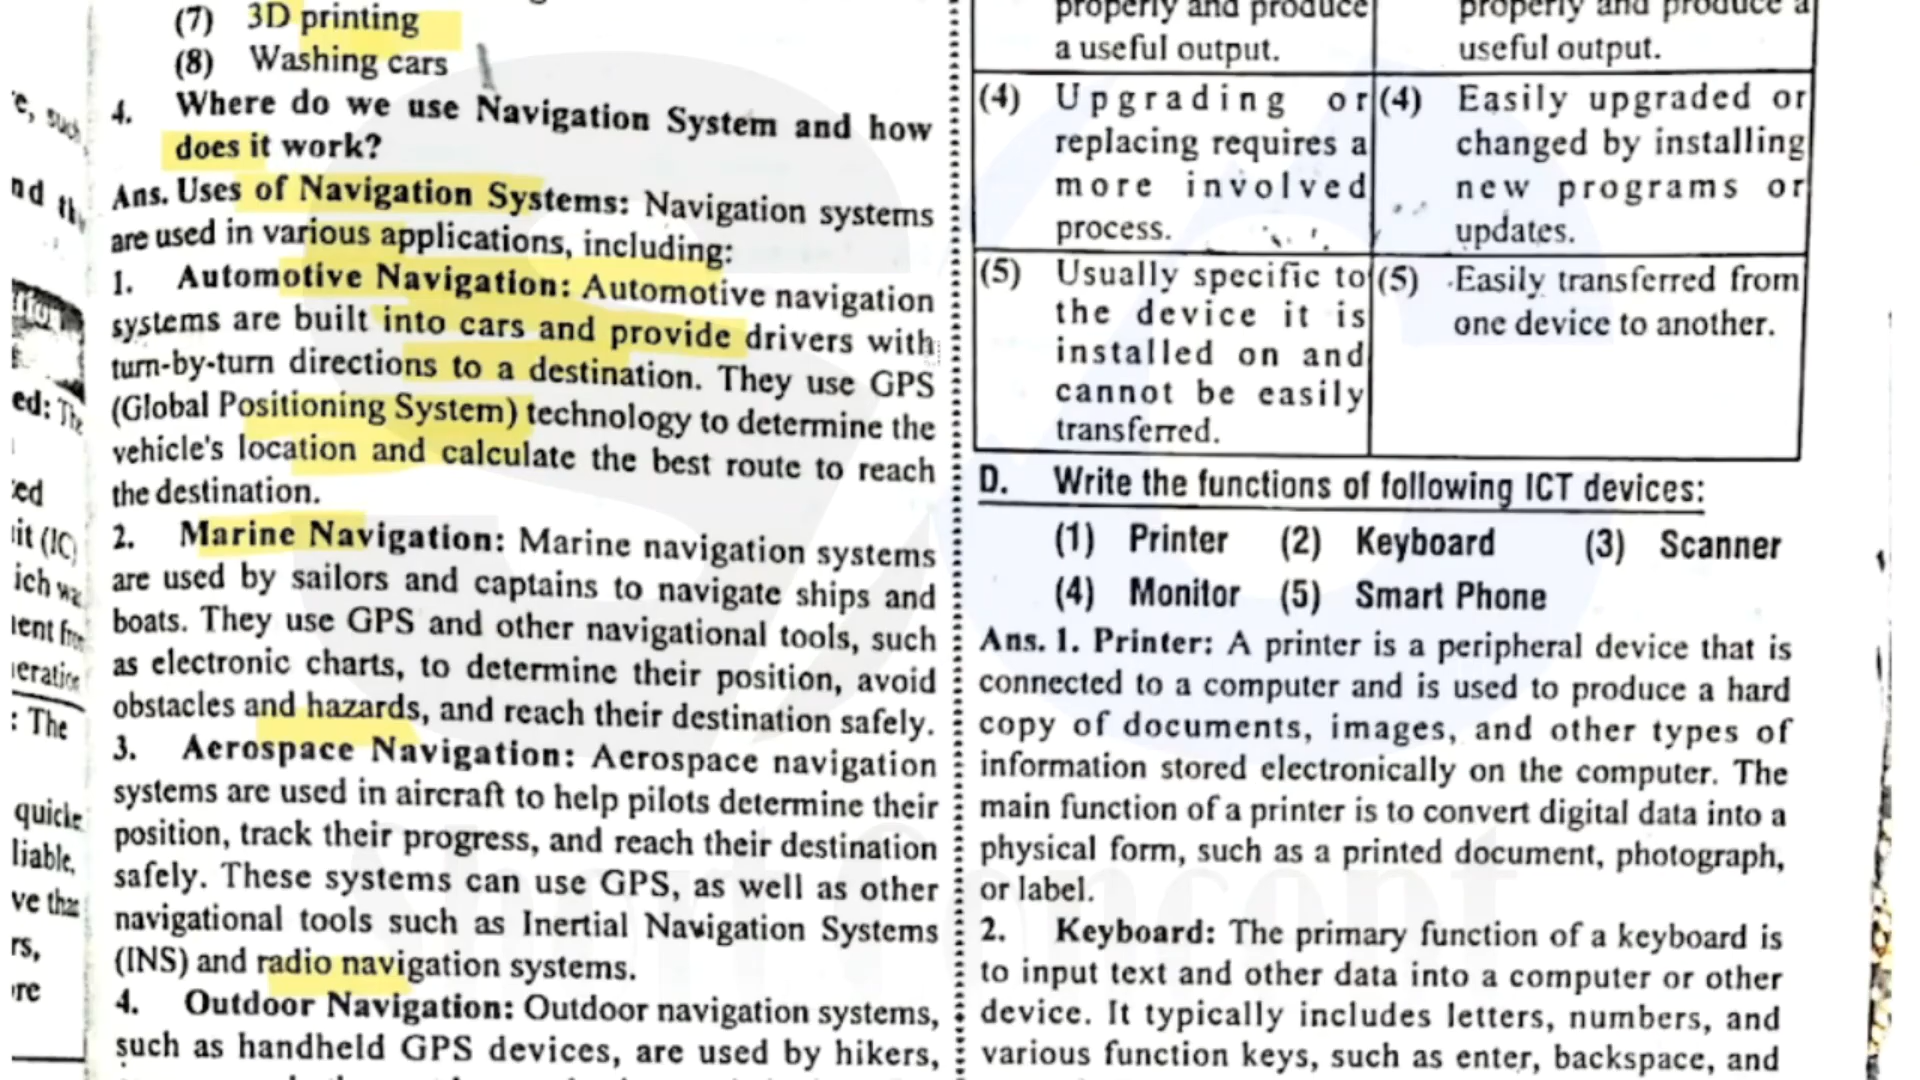 (7) 3D printing
(8) Washing cars
4. Where do we use Navigation System and how
does it work?
Ans. Uses of Navigation Systems: Navigation systems
are used in various applications, including:
1. Automotive Navigation: Automotive navigation
systems are built into cars and provide drivers with
turn-by-turn directions to a destination. They use GPS
(Global Positioning System) technology to determine the
vehicle's location and calculate the best route to reach
the destination.
2. Marine Navigation: Marine navigation systems
are used by sailors and captains to navigate ships and
boats. They use GPS and other navigational tools, such
as electronic charts, to determine their position, avoid
obstacles and hazards, and reach their destination safely.
3. Aerospace Navigation: Aerospace navigation
systems are used in aircraft to help pilots determine their
position, track their progress, and reach their destination
safely. These systems can use GPS, as well as other
navigational tools such as Inertial Navigation Systems
(INS) and radio navigation systems.
4. Outdoor Navigation: Outdoor navigation systems,
such as handheld GPS devices, are used by hikers,
properly and produce
a useful output.
properly and produce a
useful output.
(4) Upgrading or
replacing requires a
more involved
process.
(4) Easily upgraded or
changed by installing
new programs or
updates.
(5) Usually specific to
the device it is
installed on and
cannot be easily
transferred.
(5) Easily transferred from
one device to another.
D. Write the functions of following ICT devices:
(1) Printer (2) Keyboard (3) Scanner
(4) Monitor (5) Smart Phone
Ans. 1. Printer: A printer is a peripheral device that is
connected to a computer and is used to produce a hard
copy of documents, images, and other types of
information stored electronically on the computer. The
main function of a printer is to convert digital data into a
physical form, such as a printed document, photograph,
or label.
2. Keyboard: The primary function of a keyboard is
to input text and other data into a computer or other
device. It typically includes letters, numbers, and
various function keys, such as enter, backspace, and